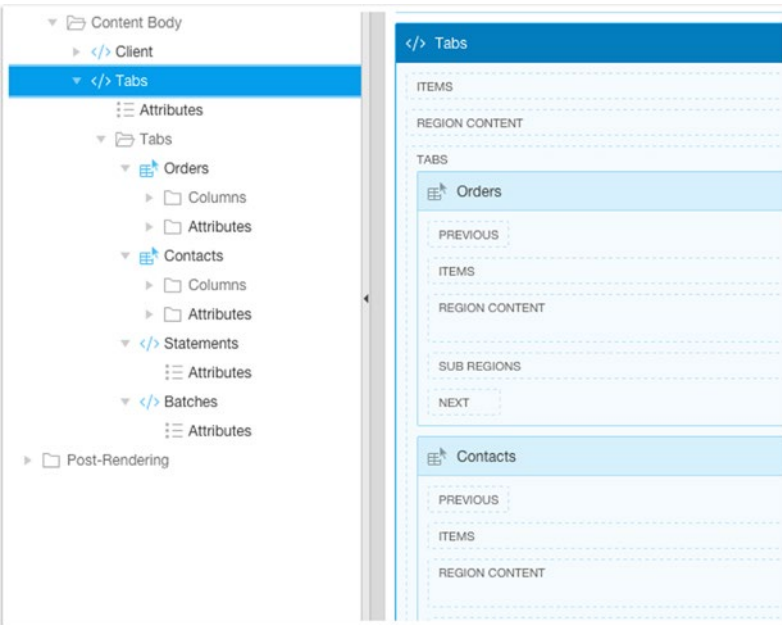 Content Body
</> Client
</> Tabs
Attributes
Tabs
Orders
Columns
Attributes
Contacts
Columns
Attributes
</> Statements
Attributes
</> Batches
Attributes
Post-Rendering
</> Tabs
ITEMS
REGION CONTENT
TABS
Orders
PREVIOUS
ITEMS
REGION CONTENT
SUB REGIONS
NEXT
Contacts
PREVIOUS
ITEMS
REGION CONTENT